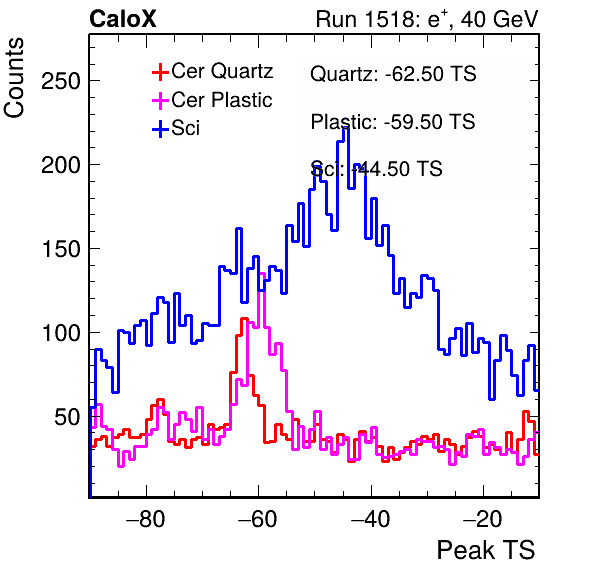 CaloX Run 1518: e⁺, 40 GeV
Counts
250
200
150
100
50
Cer Quartz
Cer Plastic
Sci
Quartz: -62.50 TS
Plastic: -59.50 TS
Sci: -44.50 TS
−80 −60 −40 −20
Peak TS